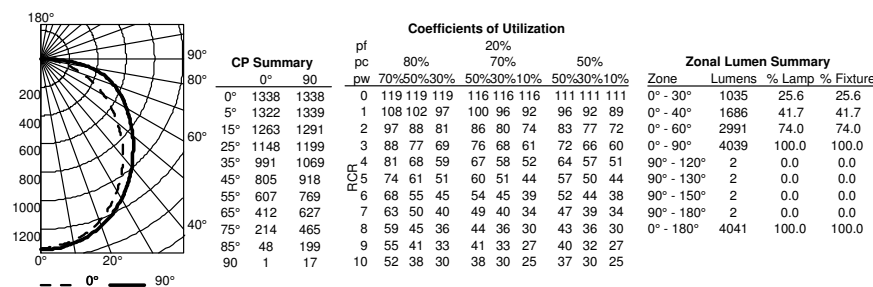 180°
90°
80°
60°
40°
200
400
600
800
1000
1200
0° 20°
0° 90°
CP Summary
0° 90
0° 1338 1338
5° 1322 1339
15° 1263 1291
25° 1148 1199
35° 991 1069
45° 805 918
55° 607 769
65° 412 627
75° 214 465
85° 48 199
90 1 17
Coefficients of Utilization
pf 20%
pc 80% 70% 50%
pw 70%50%30% 50%30%10% 50%30%10%
RCR
0 119 119 119 116 116 116 111 111 111
1 108 102 97 100 96 92 96 92 89
2 97 88 81 86 80 74 83 77 72
3 88 77 69 76 68 61 72 66 60
4 81 68 59 67 58 52 64 57 51
5 74 61 51 60 51 44 57 50 44
6 68 55 45 54 45 39 52 44 38
7 63 50 40 49 40 34 47 39 34
8 59 45 36 44 36 30 43 36 30
9 55 41 33 41 33 27 40 32 27
10 52 38 30 38 30 25 37 30 25
Zonal Lumen Summary
Zone Lumens % Lamp % Fixture
0° - 30° 1035 25.6 25.6
0° - 40° 1686 41.7 41.7
0° - 60° 2991 74.0 74.0
0° - 90° 4039 100.0 100.0
90° - 120° 2 0.0 0.0
90° - 130° 2 0.0 0.0
90° - 150° 2 0.0 0.0
90° - 180° 2 0.0 0.0
0° - 180° 4041 100.0 100.0